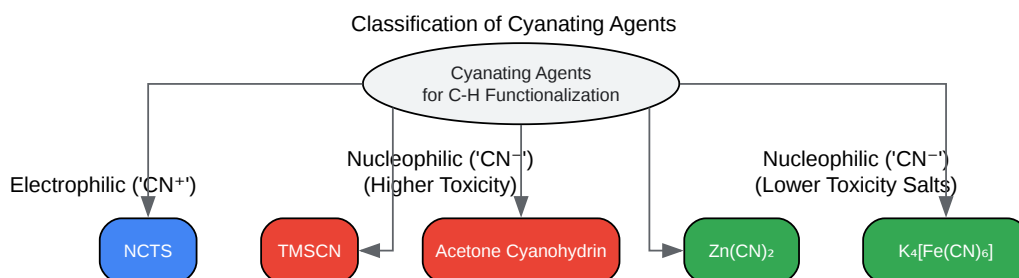 Classification of Cyanating Agents
Cyanating Agents
for C-H Functionalization
Electrophilic ('CN⁺')
Nucleophilic ('CN⁻')
(Higher Toxicity)
Nucleophilic ('CN⁻')
(Lower Toxicity Salts)
NCTS
TMSCN
Acetone Cyanohydrin
Zn(CN)₂
K₄[Fe(CN)₆]